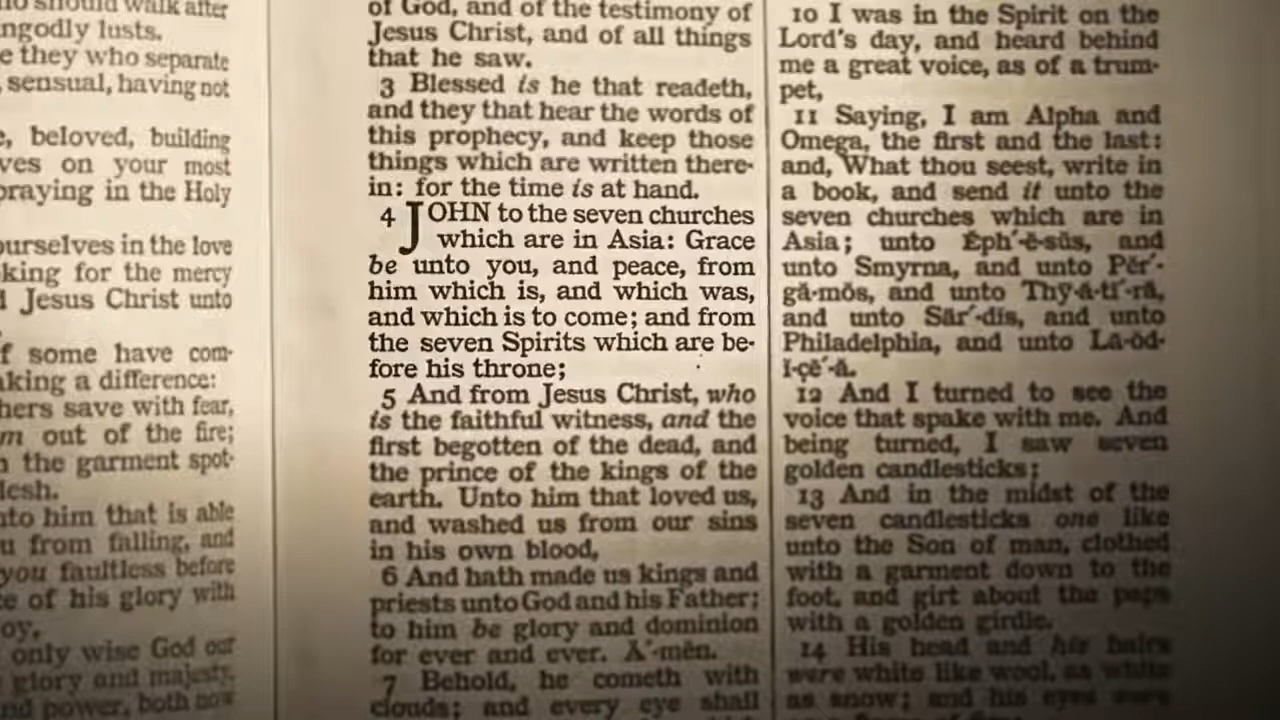 should walk after
ngodly lusts.
e they who separate
, sensual, having not
e, beloved, building
ves on your most
praying in the Holy
ourselves in the love
king for the mercy
Jesus Christ unto
f some have com-
aking a difference:
hers save with fear,
m out of the fire;
the garment spot-
lesh.
nto him that is able
u from falling, and
you faultless before
ce of his glory with
oy,
only wise God our
glory and majesty,
nd power, both now
of God, and of the testimony of
Jesus Christ, and of all things
that he saw.
3 Blessed is he that readeth,
and they that hear the words of
this prophecy, and keep those
things which are written there-
in: for the time is at hand.
4 JOHN to the seven churches
which are in Asia: Grace
be unto you, and peace, from
him which is, and which was,
and which is to come; and from
the seven Spirits which are be-
fore his throne;
5 And from Jesus Christ, who
is the faithful witness, and the
first begotten of the dead, and
the prince of the kings of the
earth. Unto him that loved us,
and washed us from our sins
in his own blood,
6 And hath made us kings and
priests unto God and his Father;
to him be glory and dominion
for ever and ever. Ā´-mĕn.
7 Behold, he cometh with
clouds; and every eye shall
10 I was in the Spirit on the
Lord's day, and heard behind
me a great voice, as of a trum-
pet,
11 Saying, I am Alpha and
Omega, the first and the last:
and, What thou seest, write in
a book, and send it unto the
seven churches which are in
Asia; unto Ĕph´-ĕ-sŭs, and
unto Smyrna, and unto Pĕr´-
gă-mŏs, and unto Thȳ-ă-tī´-ră,
and unto Sär´-dis, and unto
Philadelphia, and unto Lā-ŏd-
ĭ-çē´-ă.
12 And I turned to see the
voice that spake with me. And
being turned, I saw seven
golden candlesticks;
13 And in the midst of the
seven candlesticks one like
unto the Son of man, clothed
with a garment down to the
foot, and girt about the paps
with a golden girdle.
14 His head and his hairs
were white like wool, as white
as snow; and his eyes were